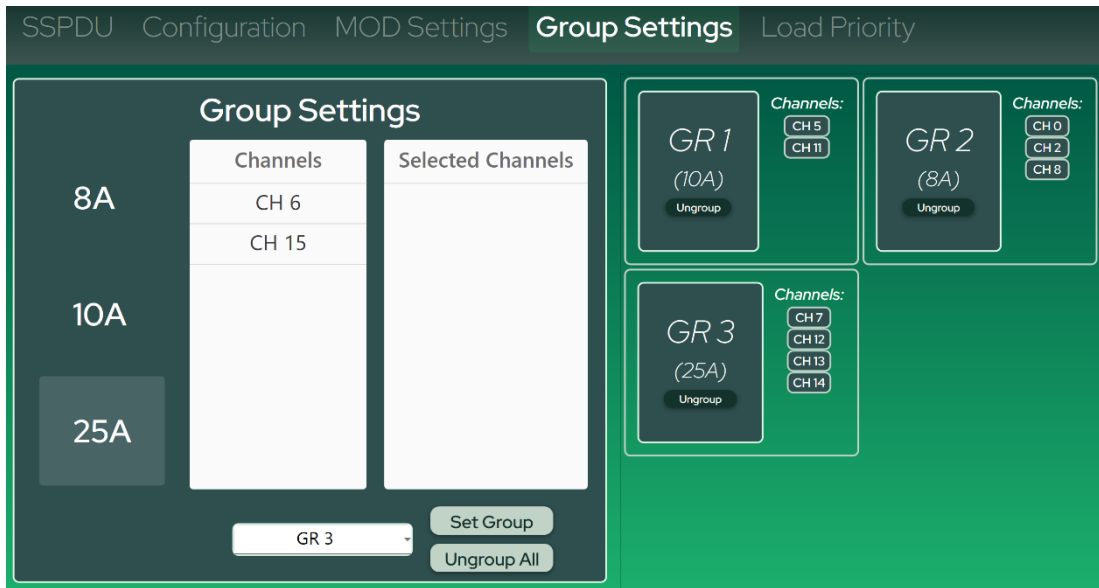 SSPDU Configuration MOD Settings Group Settings Load Priority
Group Settings
8A
10A
25A
Channels
CH 6
CH 15
Selected Channels
GR 3
Set Group
Ungroup All
GR 1
(10A)
Ungroup
Channels:
CH 5
CH 11
GR 2
(8A)
Ungroup
Channels:
CH 0
CH 2
CH 8
GR 3
(25A)
Ungroup
Channels:
CH 7
CH 12
CH 13
CH 14